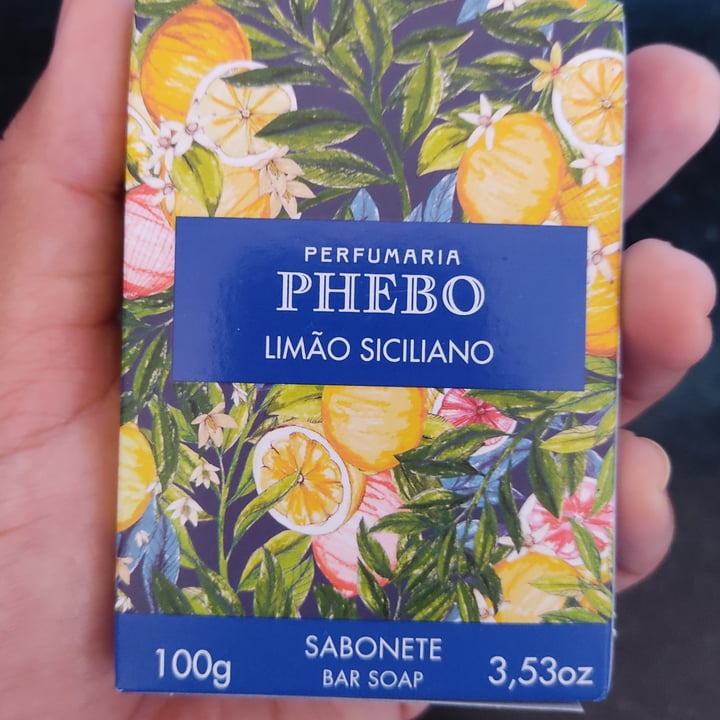 PERFUMARIA
PHEBO
LIMÃO SICILIANO
100g
SABONETE
BAR SOAP
3,53oz